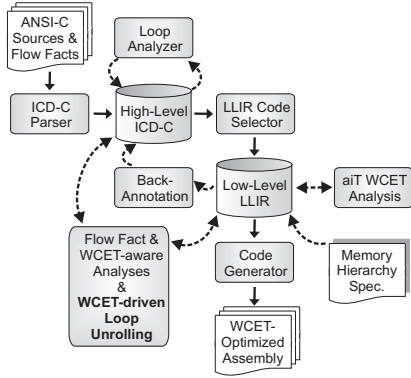 ANSI-C
Sources &
Flow Facts
Loop
Analyzer
ICD-C
Parser
High-Level
ICD-C
LLIR Code
Selector
Back-
Annotation
Low-Level
LLIR
aiT WCET
Analysis
Flow Fact &
WCET-aware
Analyses
&
WCET-driven
Loop
Unrolling
Code
Generator
Memory
Hierarchy
Spec.
WCET-
Optimized
Assembly